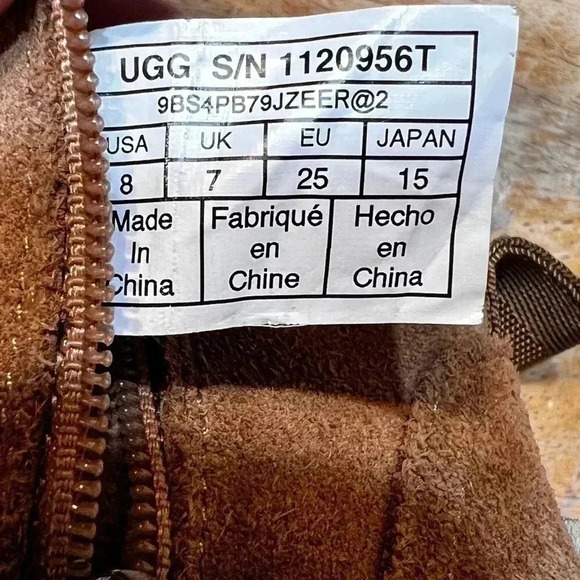 UGG S/N 1120956T
9BS4PB79JZEER@2
USA UK EU JAPAN
8 7 25 15
Made Fabriqué Hecho
In en en
China Chine China